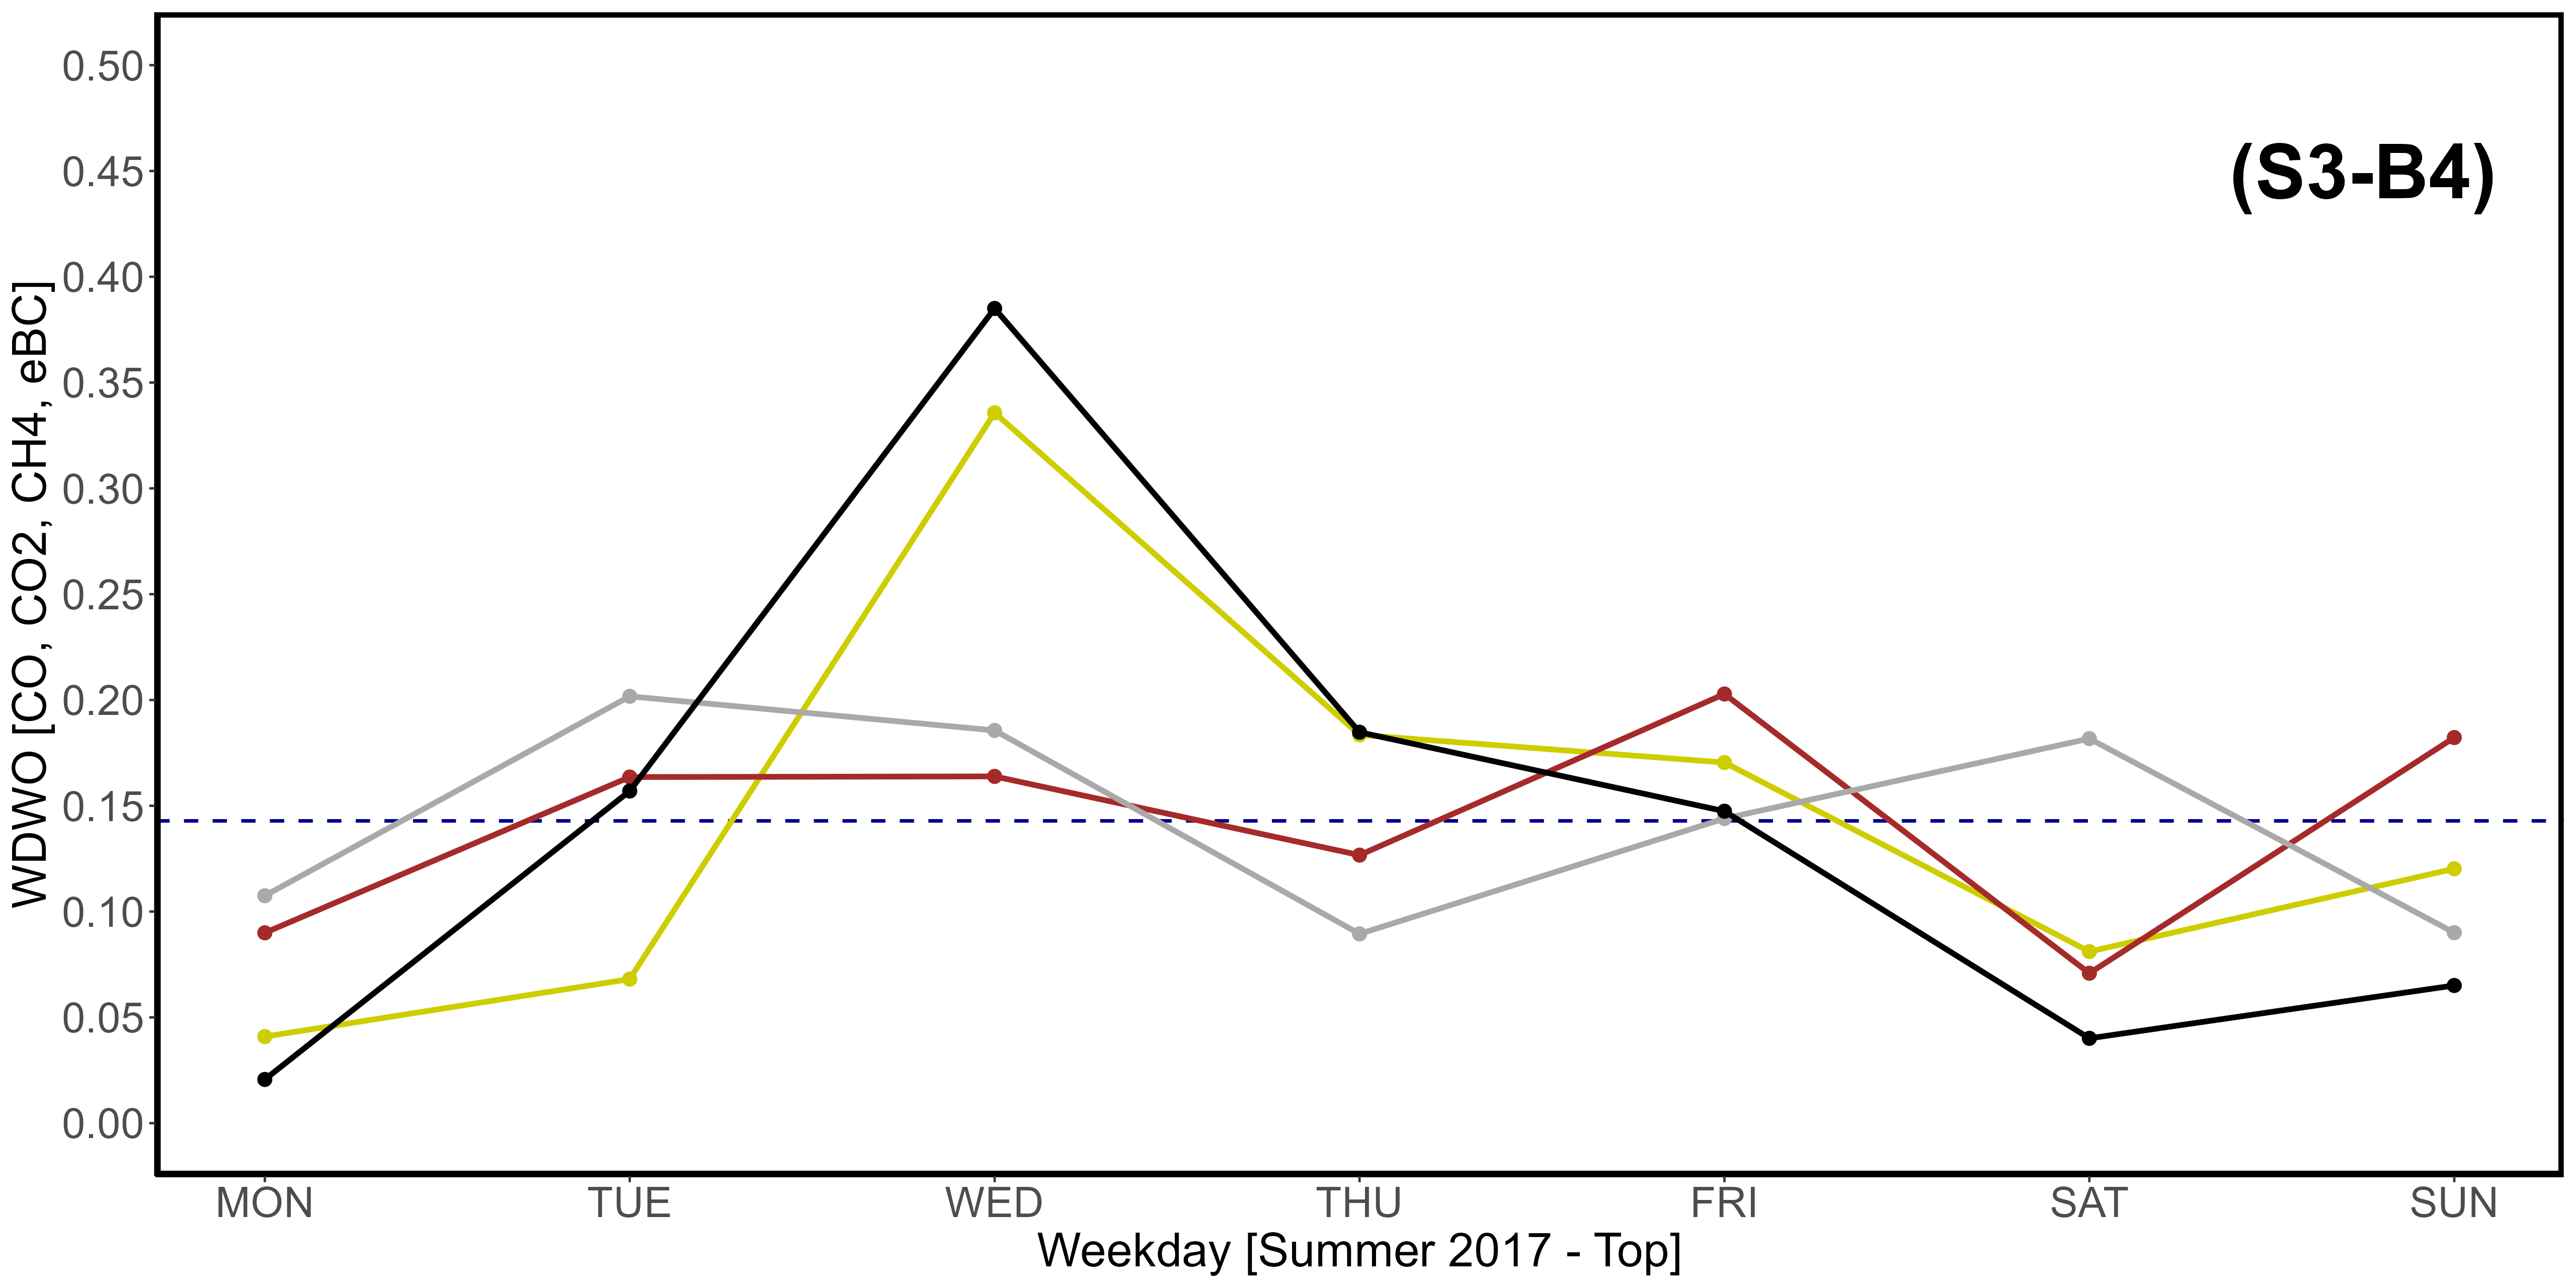 (S3-B4)
WDWO [CO, CO2, CH4, eBC]
0.50
0.45
0.40
0.35
0.30
0.25
0.20
0.15
0.10
0.05
0.00
MON TUE WED THU FRI SAT SUN
Weekday [Summer 2017 - Top]